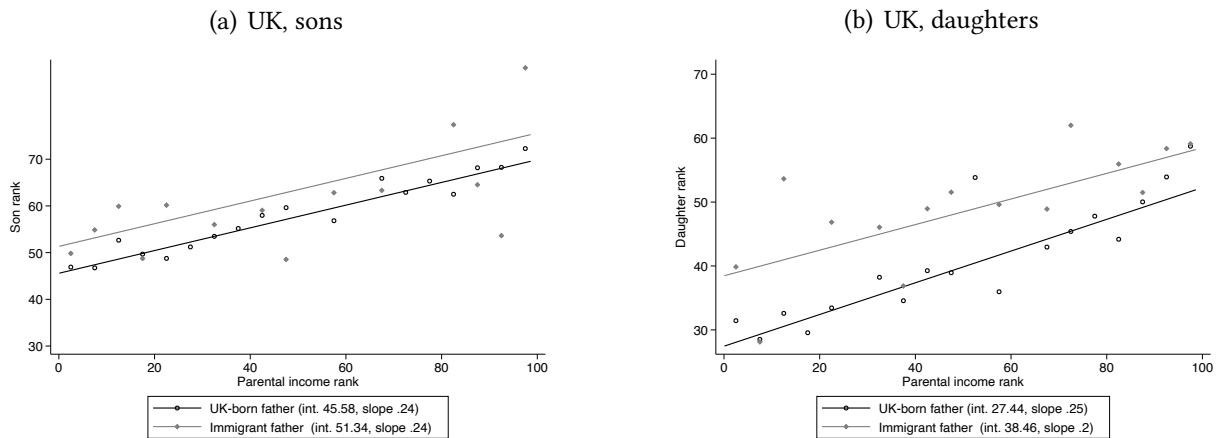 (a) UK, sons
70
60
50
40
30
Son rank
0 20 40 60 80 100
Parental income rank
UK-born father (int. 45.58, slope .24)
Immigrant father (int. 51.34, slope .24)
(b) UK, daughters
70
60
50
40
30
Daughter rank
0 20 40 60 80 100
Parental income rank
UK-born father (int. 27.44, slope .25)
Immigrant father (int. 38.46, slope .2)